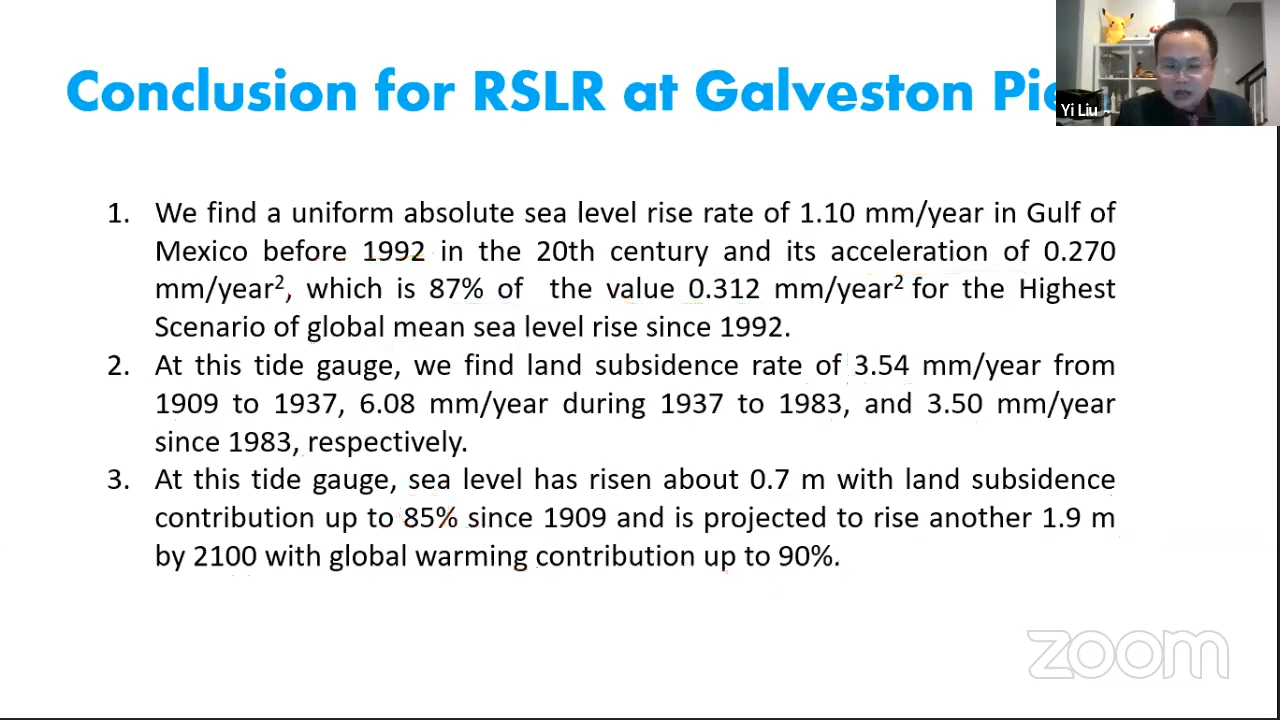 Conclusion for RSLR at Galveston Pie
Yi Liu
1. We find a uniform absolute sea level rise rate of 1.10 mm/year in Gulf of
Mexico before 1992 in the 20th century and its acceleration of 0.270
mm/year², which is 87% of the value 0.312 mm/year² for the Highest
Scenario of global mean sea level rise since 1992.
2. At this tide gauge, we find land subsidence rate of 3.54 mm/year from
1909 to 1937, 6.08 mm/year during 1937 to 1983, and 3.50 mm/year
since 1983, respectively.
3. At this tide gauge, sea level has risen about 0.7 m with land subsidence
contribution up to 85% since 1909 and is projected to rise another 1.9 m
by 2100 with global warming contribution up to 90%.
zoom